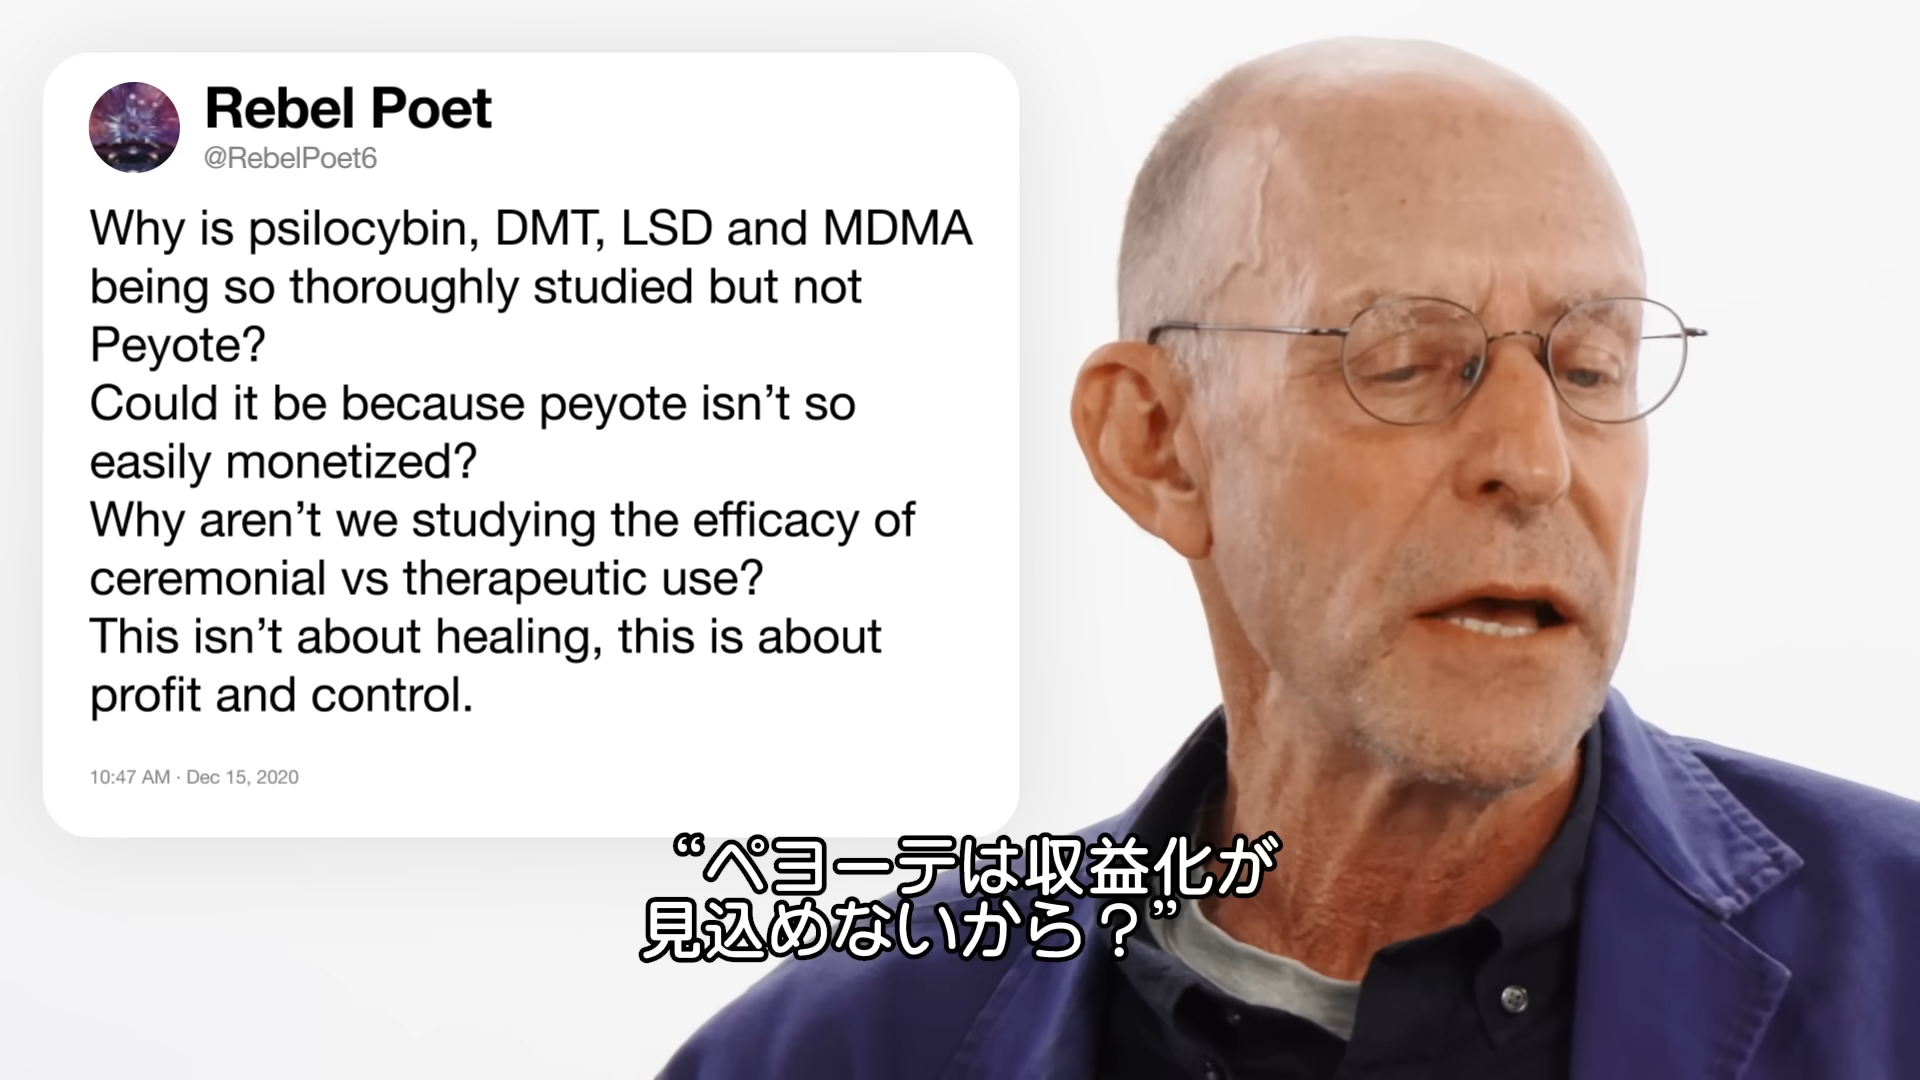 Rebel Poet
@RebelPoet6
Why is psilocybin, DMT, LSD and MDMA
being so thoroughly studied but not
Peyote?
Could it be because peyote isn’t so
easily monetized?
Why aren’t we studying the efficacy of
ceremonial vs therapeutic use?
This isn’t about healing, this is about
profit and control.
10:47 AM · Dec 15, 2020
“ペヨーテは収益化が
見込めないから？”